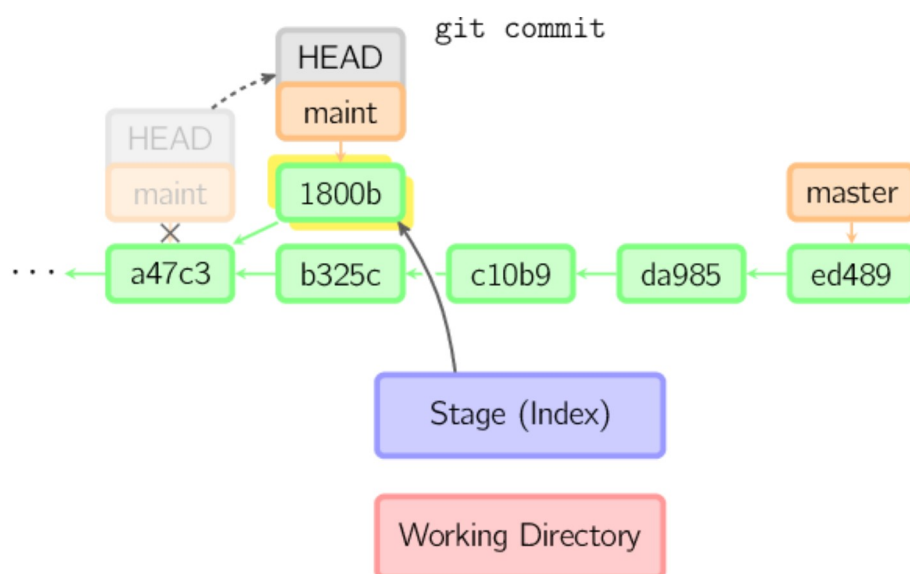 git commit
HEAD
maint
HEAD
maint
1800b
master
... a47c3 b325c c10b9 da985 ed489
Stage (Index)
Working Directory